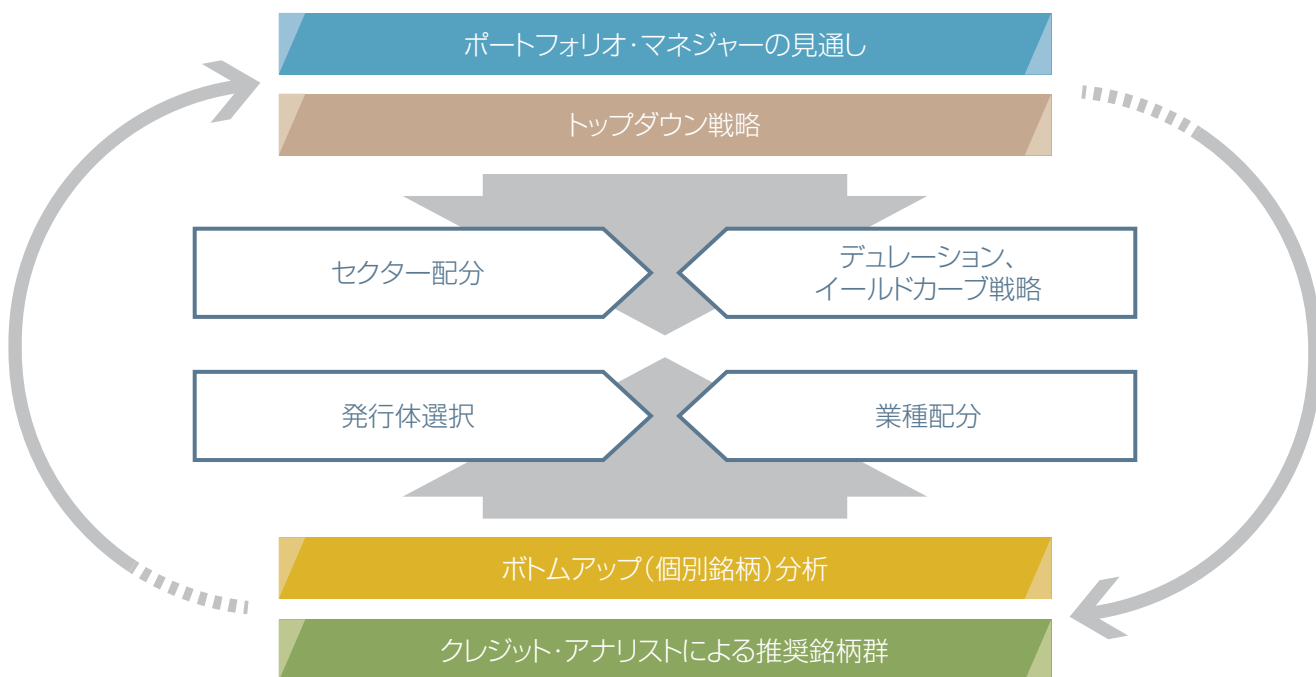 ポートフォリオ・マネジャーの見通し
トップダウン戦略
セクター配分
デュレーション、
イールドカーブ戦略
発行体選択
業種配分
ボトムアップ（個別銘柄）分析
クレジット・アナリストによる推奨銘柄群